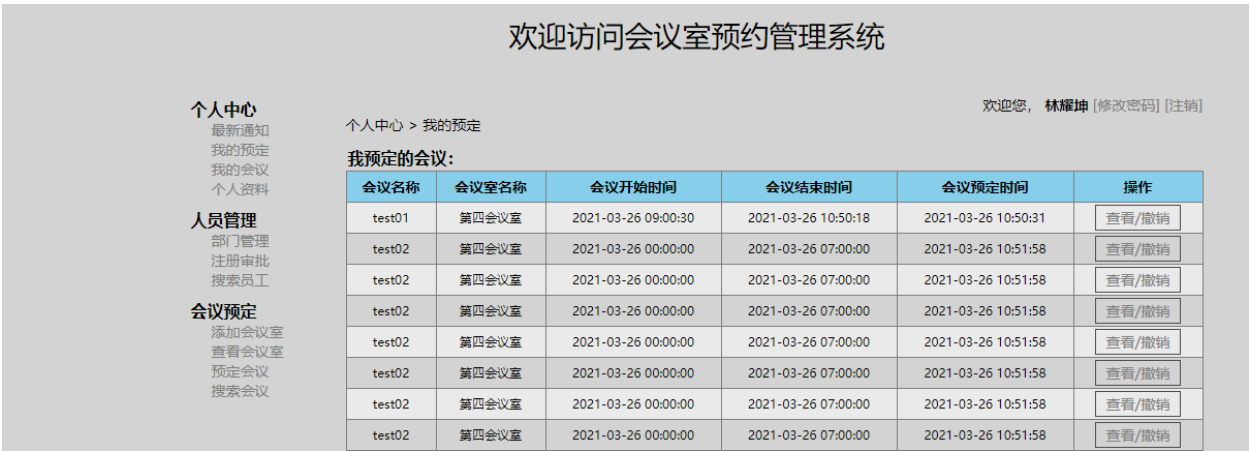 欢迎访问会议室预约管理系统
欢迎您， 林耀坤 [修改密码] [注销]
个人中心
最新通知
我的预定
我的会议
个人资料
人员管理
部门管理
注册审批
搜索员工
会议预定
添加会议室
查看会议室
预定会议
搜索会议
个人中心 > 我的预定
我预定的会议：
会议名称 会议室名称 会议开始时间 会议结束时间 会议预定时间 操作
test01 第四会议室 2021-03-26 09:00:30 2021-03-26 10:50:18 2021-03-26 10:50:31 查看/撤销
test02 第四会议室 2021-03-26 00:00:00 2021-03-26 07:00:00 2021-03-26 10:51:58 查看/撤销
test02 第四会议室 2021-03-26 00:00:00 2021-03-26 07:00:00 2021-03-26 10:51:58 查看/撤销
test02 第四会议室 2021-03-26 00:00:00 2021-03-26 07:00:00 2021-03-26 10:51:58 查看/撤销
test02 第四会议室 2021-03-26 00:00:00 2021-03-26 07:00:00 2021-03-26 10:51:58 查看/撤销
test02 第四会议室 2021-03-26 00:00:00 2021-03-26 07:00:00 2021-03-26 10:51:58 查看/撤销
test02 第四会议室 2021-03-26 00:00:00 2021-03-26 07:00:00 2021-03-26 10:51:58 查看/撤销
test02 第四会议室 2021-03-26 00:00:00 2021-03-26 07:00:00 2021-03-26 10:51:58 查看/撤销